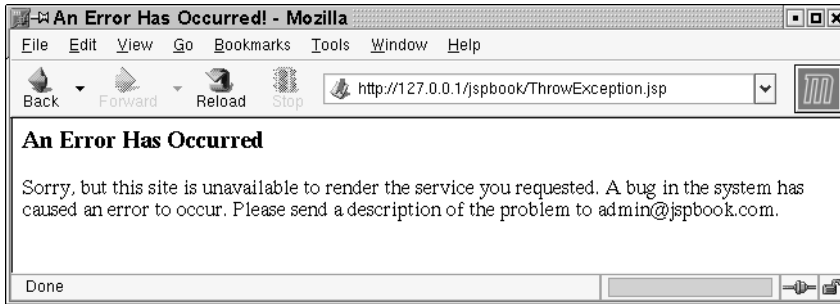 An Error Has Occurred! - Mozilla
File Edit View Go Bookmarks Tools Window Help
Back Forward Reload Stop http://127.0.0.1/jspbook/ThrowException.jsp
An Error Has Occurred
Sorry, but this site is unavailable to render the service you requested. A bug in the system has
caused an error to occur. Please send a description of the problem to admin@jspbook.com.
Done